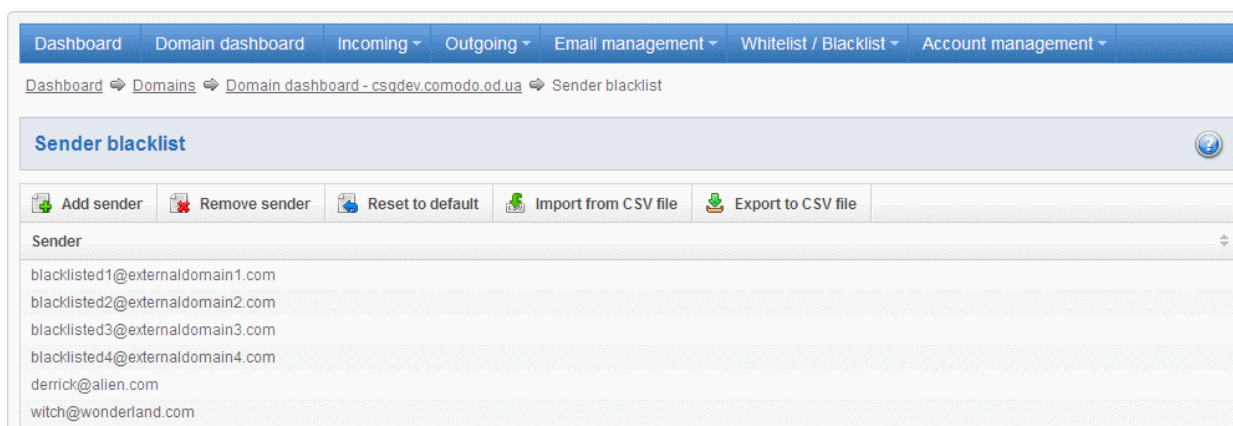 Dashboard Domain dashboard Incoming Outgoing Email management Whitelist / Blacklist Account management
Dashboard Domains Domain dashboard - csgdev.comodo.od.ua Sender blacklist
Sender blacklist
Add sender Remove sender Reset to default Import from CSV file Export to CSV file
Sender
blacklisted1@externaldomain1.com
blacklisted2@externaldomain2.com
blacklisted3@externaldomain3.com
blacklisted4@externaldomain4.com
derrick@alien.com
witch@wonderland.com